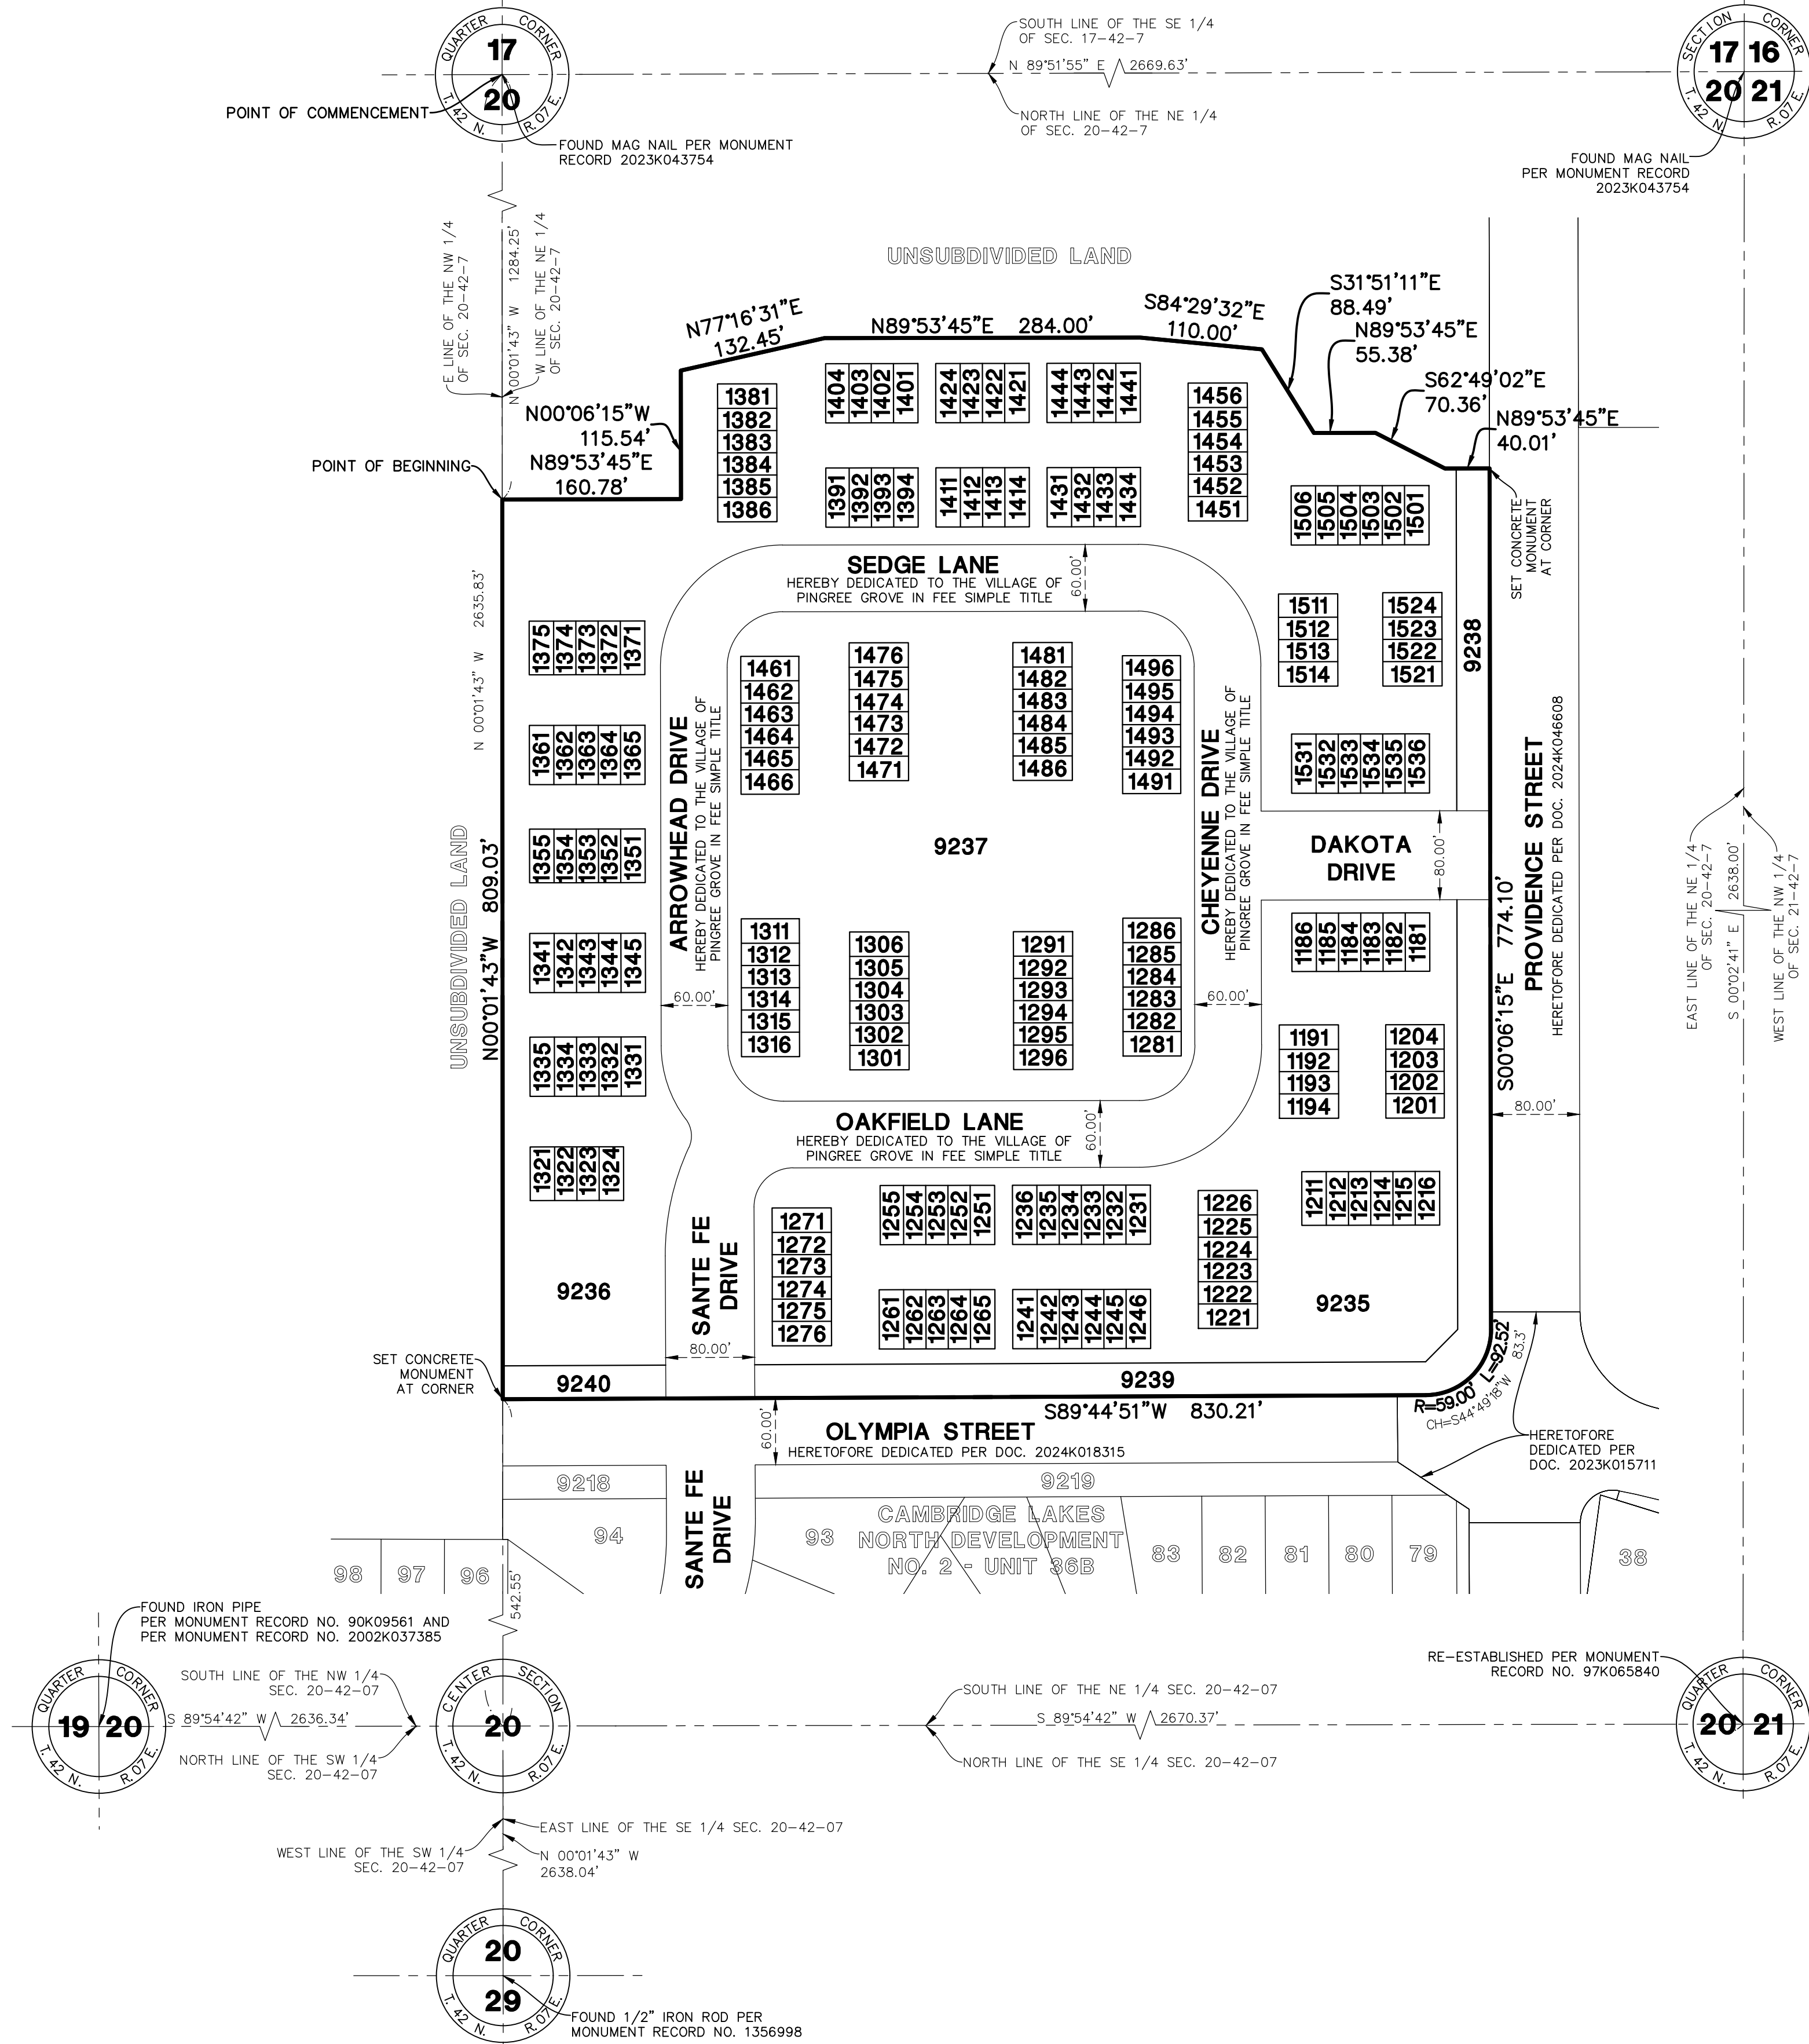 QUARTER CORNER
17
20
T. 42 N. R. 07 E.
POINT OF COMMENCEMENT
FOUND MAG NAIL PER MONUMENT
RECORD 2023K043754
SOUTH LINE OF THE SE 1/4
OF SEC. 17-42-7
N 89°51'55" E 2669.63'
NORTH LINE OF THE NE 1/4
OF SEC. 20-42-7
SECTION CORNER
17 16
20 21
T. 42 N. R. 07 E.
FOUND MAG NAIL
PER MONUMENT RECORD
2023K043754
E LINE OF THE NW 1/4
OF SEC. 20-42-7
N 00°01'43" W 1284.25'
W LINE OF THE NE 1/4
OF SEC. 20-42-7
UNSUBDIVIDED LAND
N77°16'31"E
132.45'
N89°53'45"E 284.00'
S84°29'32"E
110.00'
S31°51'11"E
88.49'
N89°53'45"E
55.38'
S62°49'02"E
70.36'
N89°53'45"E
40.01'
N00°06'15"W
115.54'
N89°53'45"E
160.78'
POINT OF BEGINNING
SET CONCRETE
MONUMENT
AT CORNER
1381
1382
1383
1384
1385
1386
1404
1403
1402
1401
1424
1423
1422
1421
1444
1443
1442
1441
1456
1455
1454
1453
1452
1451
1391
1392
1393
1394
1411
1412
1413
1414
1431
1432
1433
1434
1506
1505
1504
1503
1502
1501
SEDGE LANE
HEREBY DEDICATED TO THE VILLAGE OF
PINGREE GROVE IN FEE SIMPLE TITLE
60.00'
N 00°01'43" W 2635.83'
1375
1374
1373
1372
1371
1361
1362
1363
1364
1365
1355
1354
1353
1352
1351
1341
1342
1343
1344
1345
1335
1334
1333
1332
1331
1321
1322
1323
1324
UNSUBDIVIDED LAND
N00°01'43"W 809.03'
ARROWHEAD DRIVE
HEREBY DEDICATED TO THE VILLAGE OF
PINGREE GROVE IN FEE SIMPLE TITLE
60.00'
1461
1462
1463
1464
1465
1466
1476
1475
1474
1473
1472
1471
1481
1482
1483
1484
1485
1486
1496
1495
1494
1493
1492
1491
9237
1311
1312
1313
1314
1315
1316
1306
1305
1304
1303
1302
1301
1291
1292
1293
1294
1295
1296
1286
1285
1284
1283
1282
1281
CHEYENNE DRIVE
HEREBY DEDICATED TO THE VILLAGE OF
PINGREE GROVE IN FEE SIMPLE TITLE
60.00'
1511
1512
1513
1514
1524
1523
1522
1521
9238
1531
1532
1533
1534
1535
1536
DAKOTA
DRIVE
80.00'
1186
1185
1184
1183
1182
1181
1191
1192
1193
1194
1204
1203
1202
1201
1211
1212
1213
1214
1215
1216
S00°06'15"E 774.10'
PROVIDENCE STREET
HERETOFORE DEDICATED PER DOC. 2024K046608
80.00'
EAST LINE OF THE NE 1/4
OF SEC. 20-42-7
S 00°02'41" E 2638.00'
WEST LINE OF THE NW 1/4
OF SEC. 21-42-7
OAKFIELD LANE
HEREBY DEDICATED TO THE VILLAGE OF
PINGREE GROVE IN FEE SIMPLE TITLE
60.00'
1271
1272
1273
1274
1275
1276
1255
1254
1253
1252
1251
1236
1235
1234
1233
1232
1231
1226
1225
1224
1223
1222
1221
1261
1262
1263
1264
1265
1241
1242
1243
1244
1245
1246
9236
SANTE FE
DRIVE
80.00'
9235
SET CONCRETE
MONUMENT
AT CORNER
9240
9239
S89°44'51"W 830.21'
R=59.00' L=92.52'
CH=S44°49'18"W 83.3'
60.00'
OLYMPIA STREET
HERETOFORE DEDICATED PER DOC. 2024K018315
HERETOFORE
DEDICATED PER
DOC. 2023K015711
9218
9219
SANTE FE
DRIVE
CAMBRIDGE LAKES
NORTH DEVELOPMENT
NO. 2 - UNIT 36B
98
97
96
94
93
83
82
81
80
79
38
542.55'
FOUND IRON PIPE
PER MONUMENT RECORD NO. 90K09561 AND
PER MONUMENT RECORD NO. 2002K037385
QUARTER CORNER
19 20
T. 42 N. R. 07 E.
SOUTH LINE OF THE NW 1/4
SEC. 20-42-07
S 89°54'42" W 2636.34'
NORTH LINE OF THE SW 1/4
SEC. 20-42-07
CENTER SECTION
20
T. 42 N. R. 07 E.
SOUTH LINE OF THE NE 1/4 SEC. 20-42-07
S 89°54'42" W 2670.37'
NORTH LINE OF THE SE 1/4 SEC. 20-42-07
RE-ESTABLISHED PER MONUMENT
RECORD NO. 97K065840
QUARTER CORNER
20 21
T. 42 N. R. 07 E.
EAST LINE OF THE SE 1/4 SEC. 20-42-07
WEST LINE OF THE SW 1/4
SEC. 20-42-07
N 00°01'43" W
2638.04'
QUARTER CORNER
20
29
T. 42 N. R. 07 E.
FOUND 1/2" IRON ROD PER
MONUMENT RECORD NO. 1356998